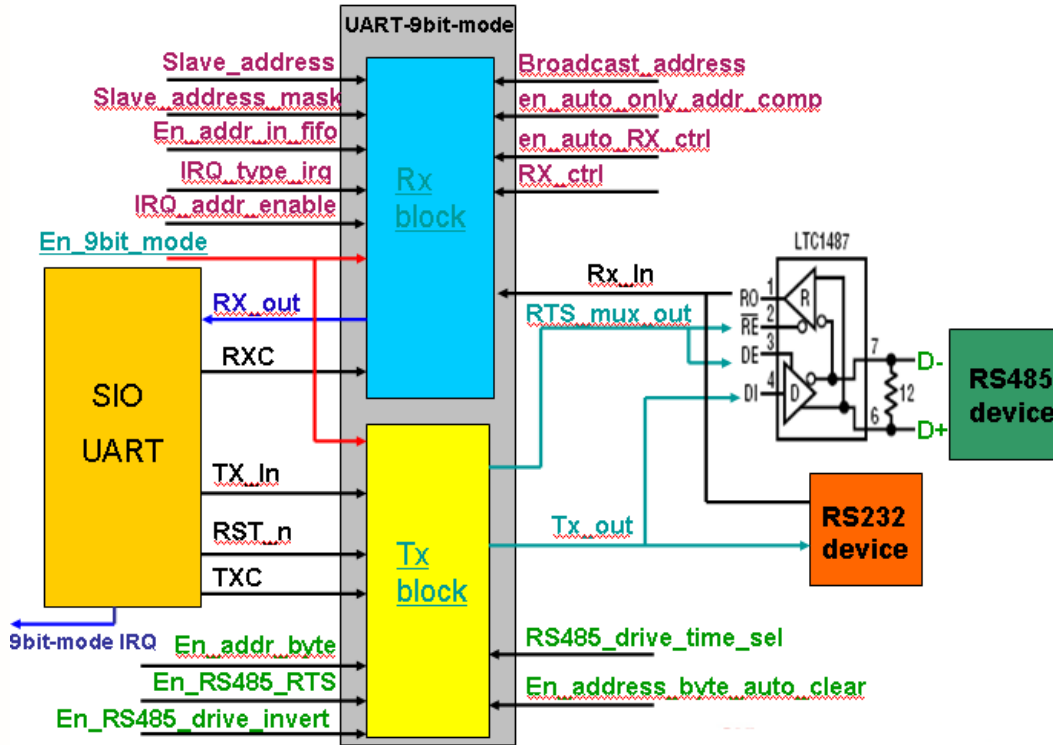 UART-9bit-mode
Slave_address
Slave_address_mask
En_addr_in_fifo
IRQ_type_irq
IRQ_addr_enable
En_9bit_mode
Broadcast_address
en_auto_only_addr_comp
en_auto_RX_ctrl
RX_ctrl
Rx
block
LTC1487
Rx_In
RTS_mux_out
RO
1
R
RE
2
DE
3
DI
4
D
7
6
12
D-
D+
RS485
device
RX_out
RXC
SIO
UART
TX_In
RST_n
TXC
Tx
block
Tx_out
RS232
device
9bit-mode IRQ
En_addr_byte
En_RS485_RTS
En_RS485_drive_invert
RS485_drive_time_sel
En_address_byte_auto_clear